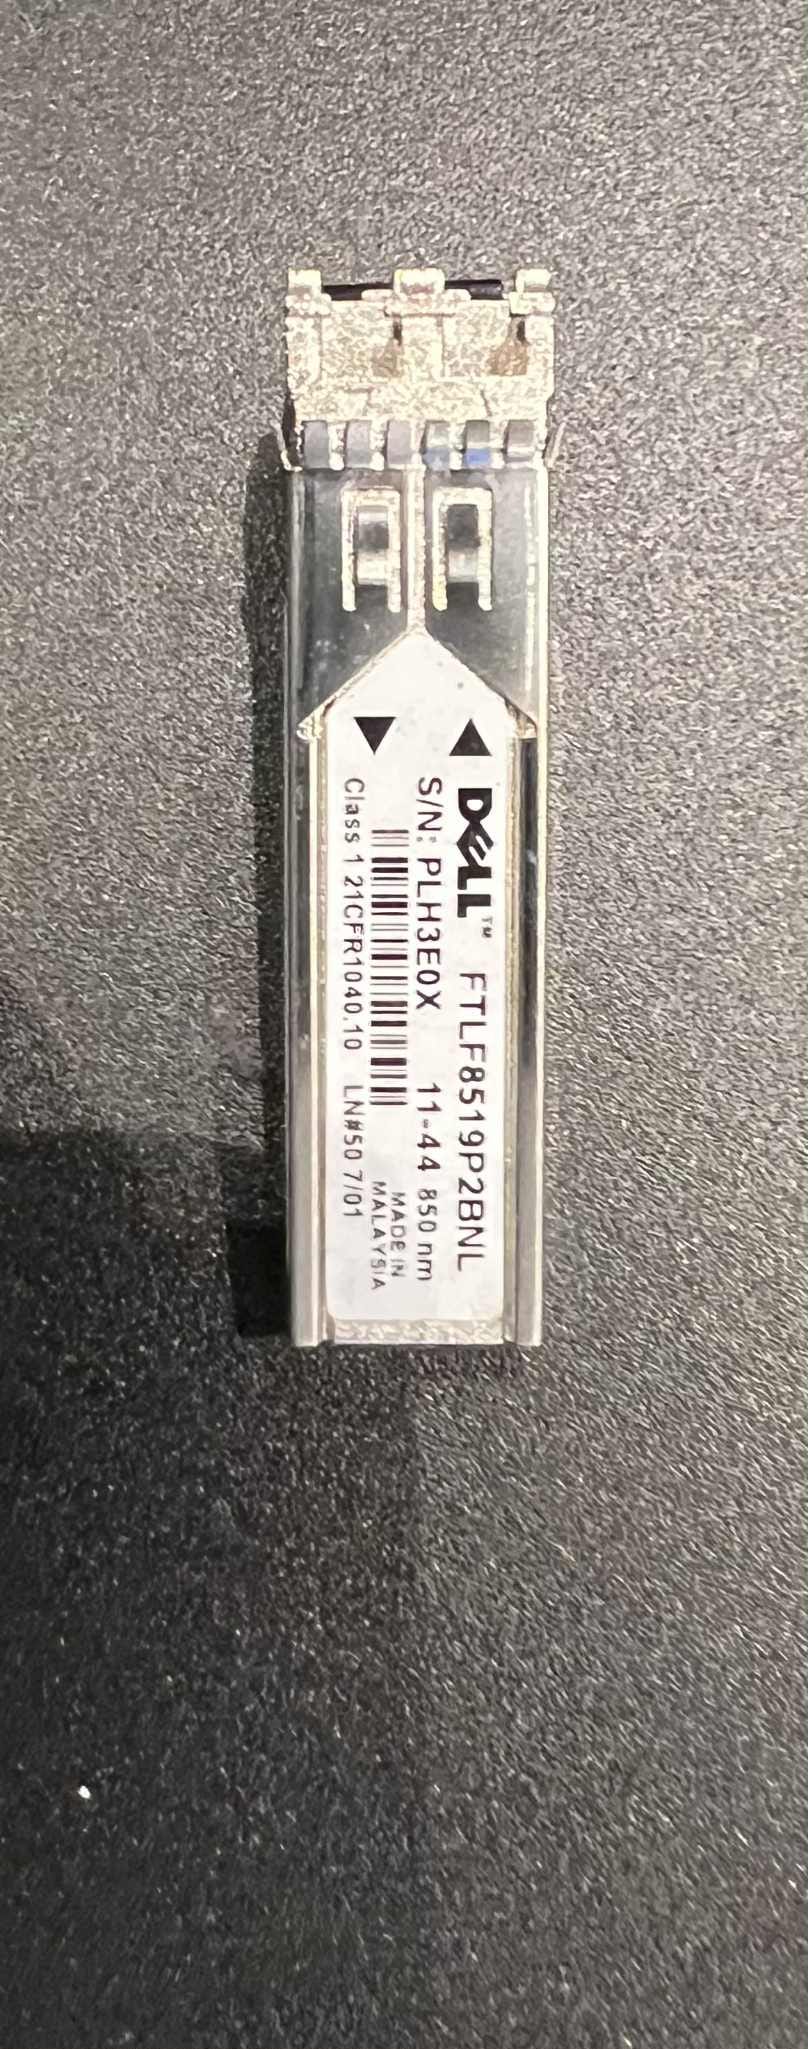 DELL™ FTLF8519P2BNL
S/N: PLH3E0X 11-44 850 nm
MADE IN
MALAYSIA
Class 1 21CFR1040.10 LN#50 7/01